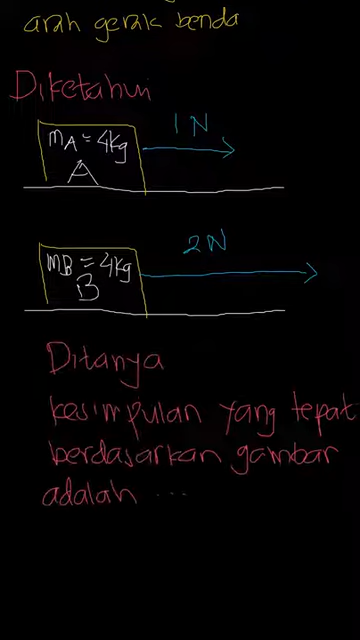 arah gerak benda
Diketahui
1 N
mA = 4kg
A
2N
mB = 4kg
B
Ditanya
kesimpulan yang tepat
berdasarkan gambar
adalah ...